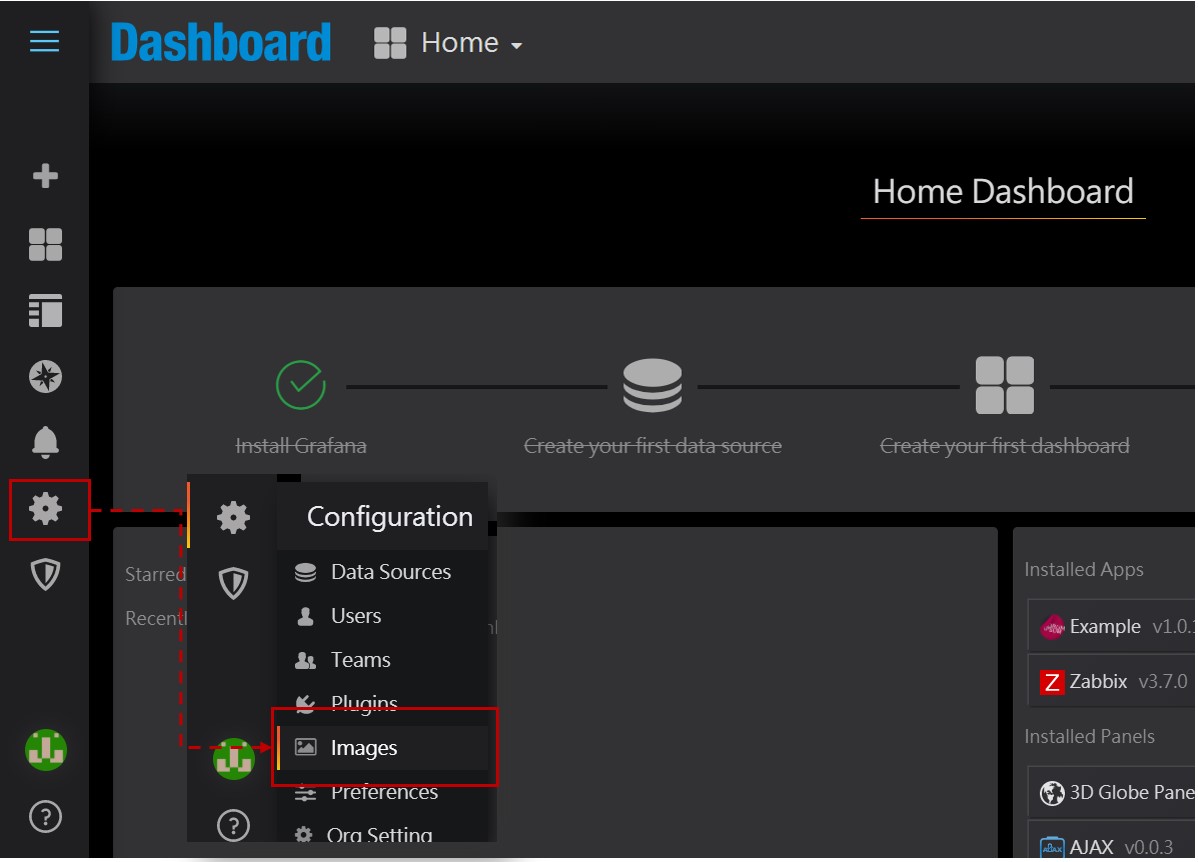 Dashboard
Home
Home Dashboard
Install Grafana
Create your first data source
Create your first dashboard
Configuration
Data Sources
Users
Teams
Plugins
Images
Preferences
Org Setting
Starred
Installed Apps
Example v1.0.1
Zabbix v3.7.0
Installed Panels
3D Globe Pane
AJAX v0.0.3
?
?